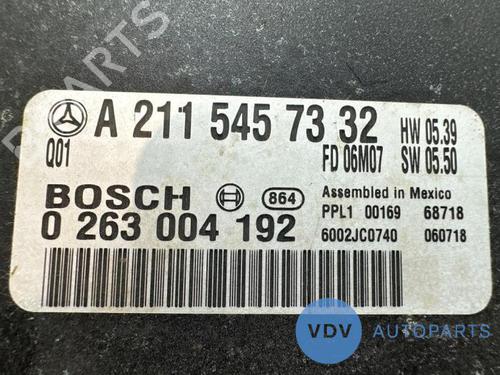 A 211 545 73 32
HW 05.39
Q01
FD 06M07
SW 05.50
BOSCH
864
Assembled in Mexico
PPL1 00169
68718
0 263 004 192
6002JC0740
060718
VDV AUTOPARTS